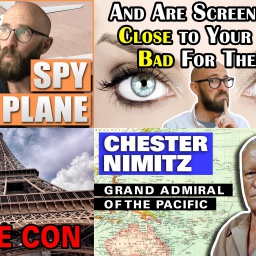 SPY
PLANE
AND ARE SCREEN
CLOSE TO YOUR
BAD FOR THE
E CON
CHESTER
NIMITZ
GRAND ADMIRAL
OF THE PACIFIC